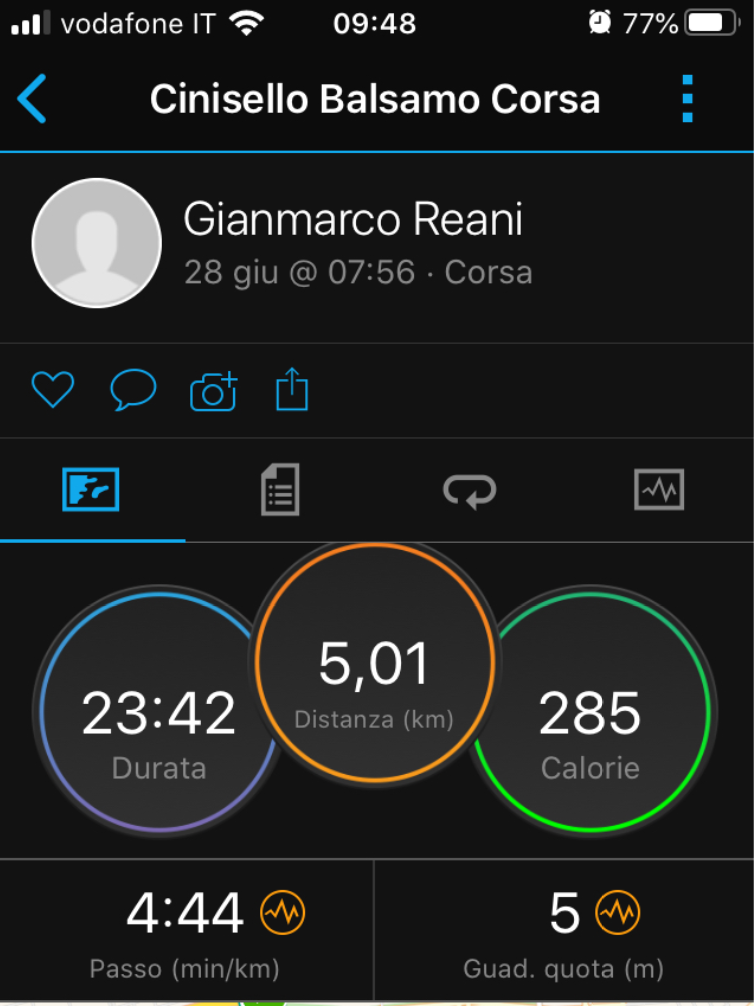 vodafone IT 09:48 77%
Cinisello Balsamo Corsa
Gianmarco Reani
28 giu @ 07:56 · Corsa
5,01
Distanza (km)
23:42
Durata
285
Calorie
4:44
Passo (min/km)
5
Guad. quota (m)